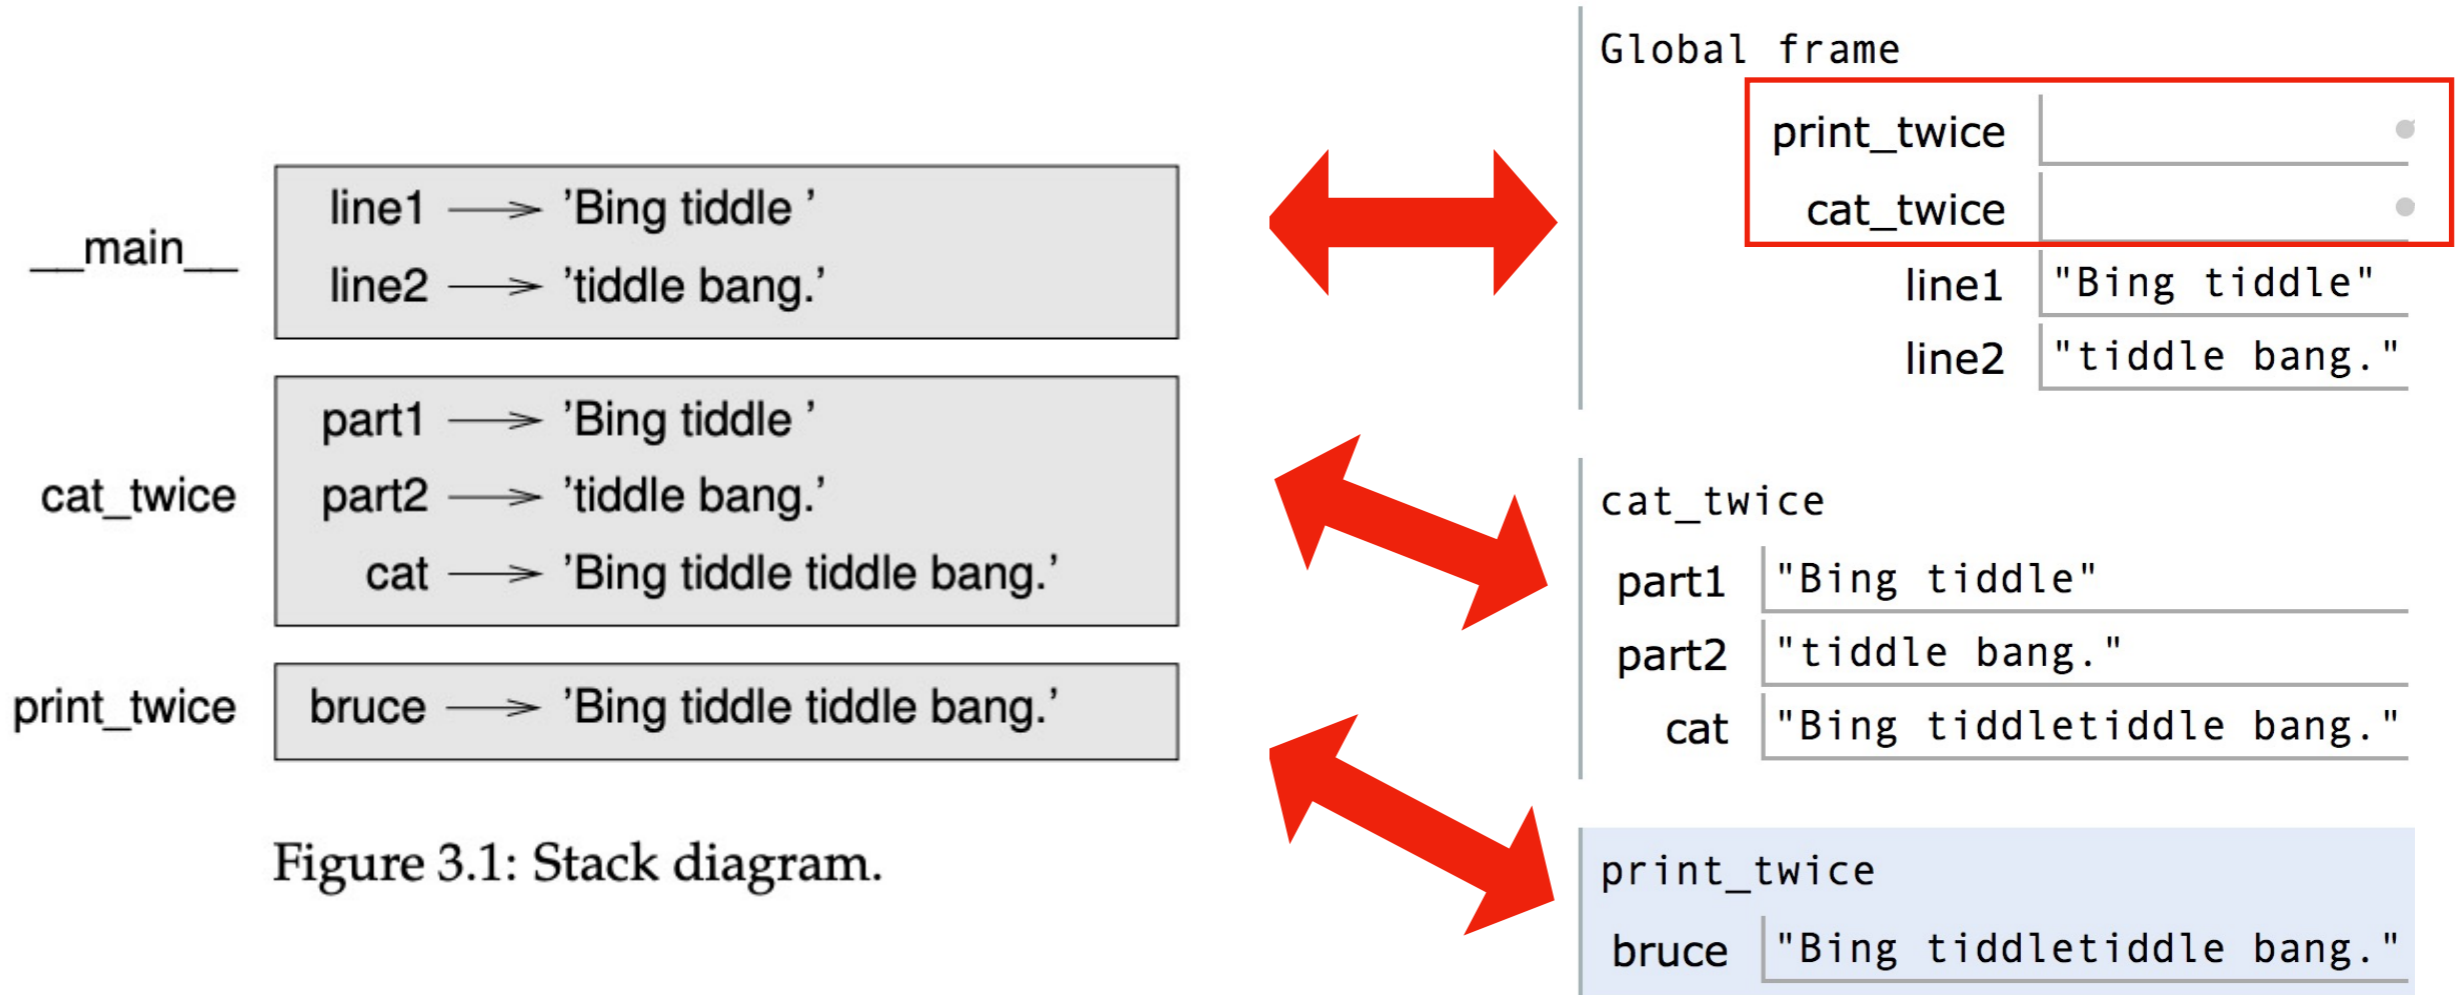 __main__
line1 ’Bing tiddle ’
line2 ’tiddle bang.’
cat_twice
part1 ’Bing tiddle ’
part2 ’tiddle bang.’
cat ’Bing tiddle tiddle bang.’
print_twice
bruce ’Bing tiddle tiddle bang.’
Figure 3.1: Stack diagram.
Global frame
print_twice
cat_twice
line1 "Bing tiddle"
line2 "tiddle bang."
cat_twice
part1 "Bing tiddle"
part2 "tiddle bang."
cat "Bing tiddletiddle bang."
print_twice
bruce "Bing tiddletiddle bang."